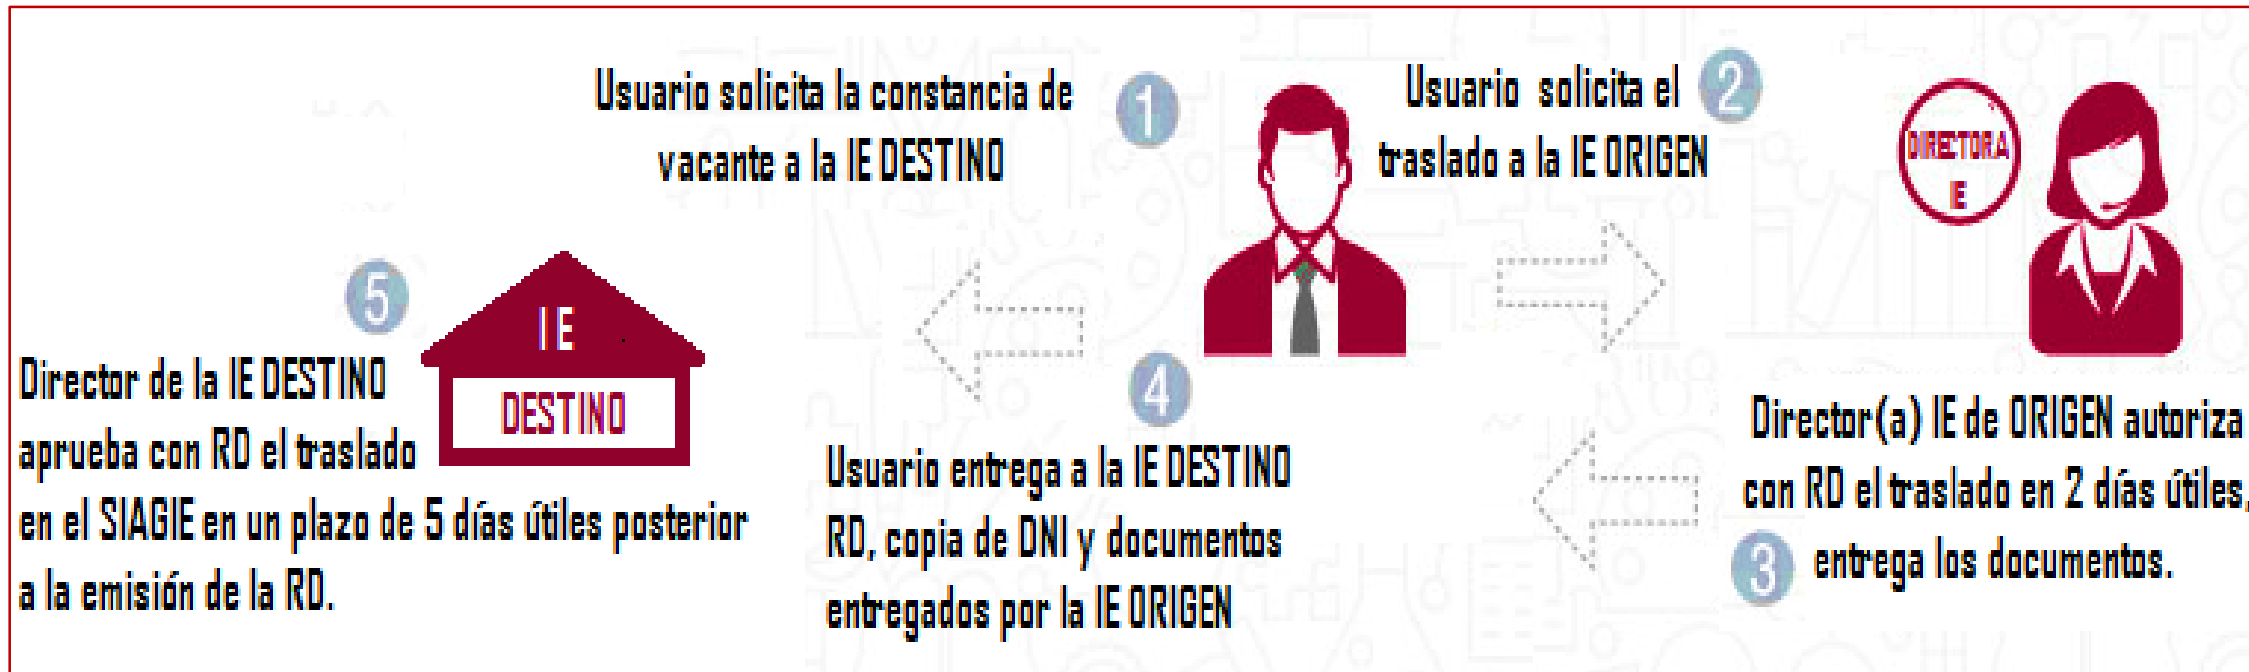 1
Usuario solicita la constancia de
vacante a la IE DESTINO
2
Usuario solicita el
traslado a la IE ORIGEN
DIRECTORA
IE
3
Director(a) IE de ORIGEN autoriza
con RD el traslado en 2 días útiles,
entrega los documentos.
4
Usuario entrega a la IE DESTINO
RD, copia de DNI y documentos
entregados por la IE ORIGEN
5
IE
DESTINO
Director de la IE DESTINO
aprueba con RD el traslado
en el SIAGIE en un plazo de 5 días útiles posterior
a la emisión de la RD.